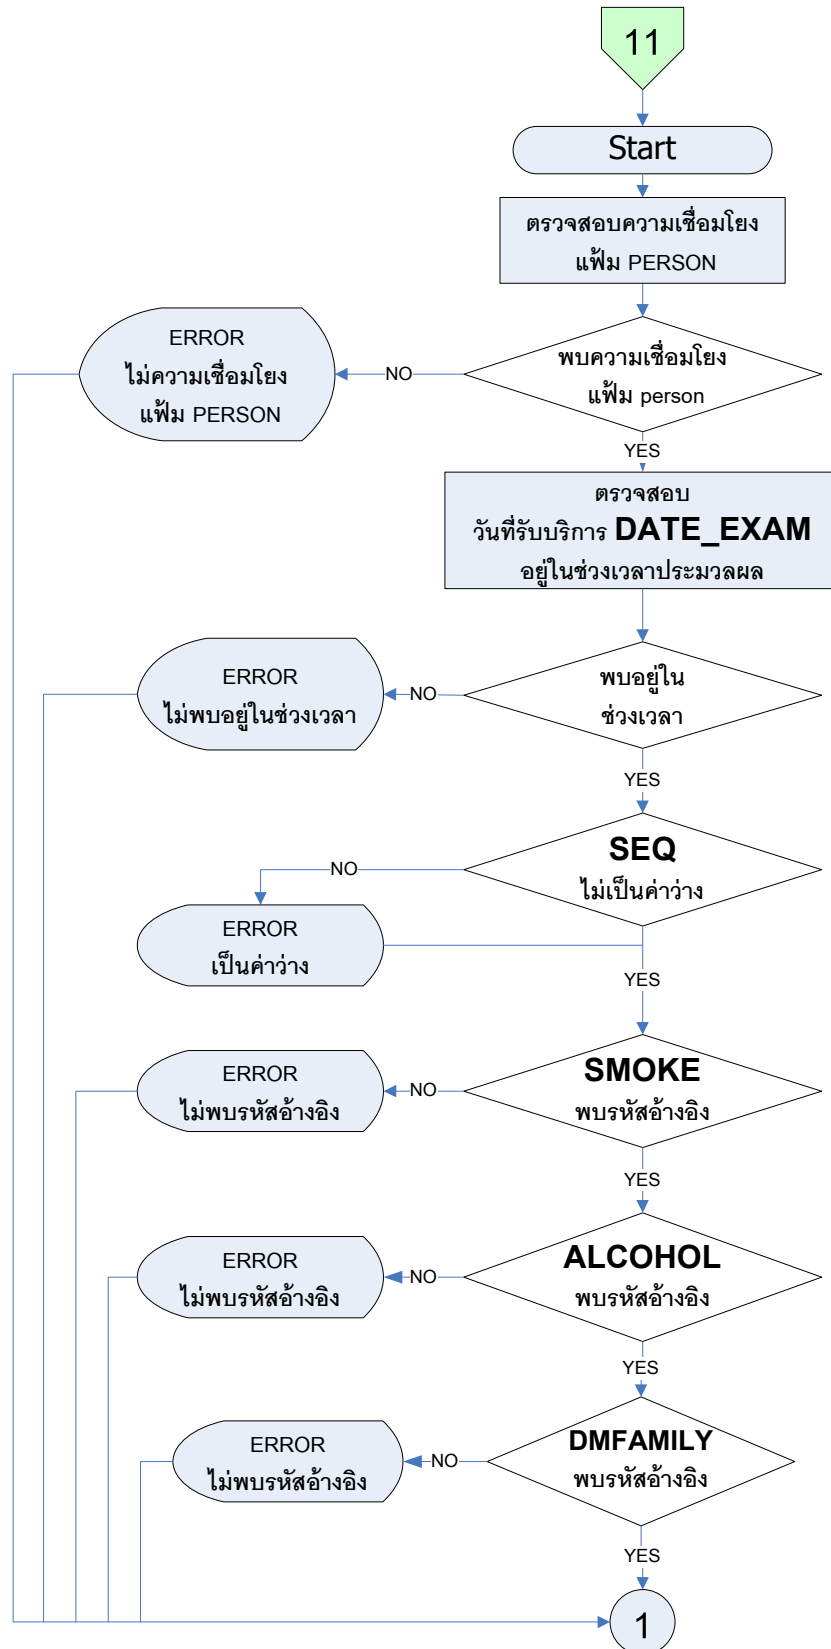 11
Start
ตรวจสอบความเชื่อมโยง
แฟ้ม PERSON
พบความเชื่อมโยง
แฟ้ม person
NO
ERROR
ไม่ความเชื่อมโยง
แฟ้ม PERSON
YES
ตรวจสอบ
วันที่รับบริการ DATE_EXAM
อยู่ในช่วงเวลาประมวลผล
พบอยู่ใน
ช่วงเวลา
NO
ERROR
ไม่พบอยู่ในช่วงเวลา
YES
SEQ
ไม่เป็นค่าว่าง
NO
ERROR
เป็นค่าว่าง
YES
SMOKE
พบรหัสอ้างอิง
NO
ERROR
ไม่พบรหัสอ้างอิง
YES
ALCOHOL
พบรหัสอ้างอิง
NO
ERROR
ไม่พบรหัสอ้างอิง
YES
DMFAMILY
พบรหัสอ้างอิง
NO
ERROR
ไม่พบรหัสอ้างอิง
YES
1